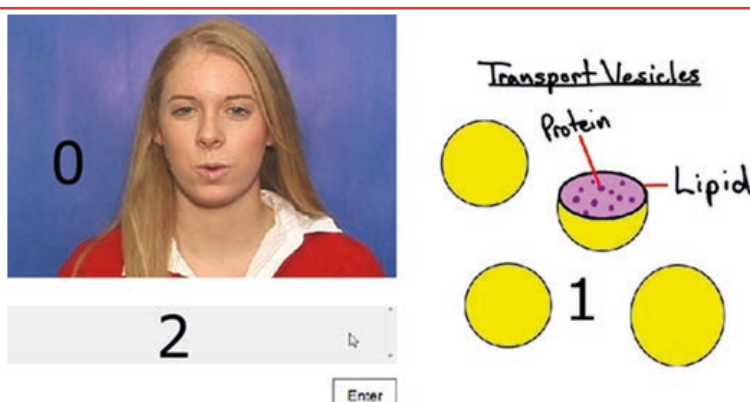 0
Transport Vesicles
Protein
Lipid
1
2
Enter